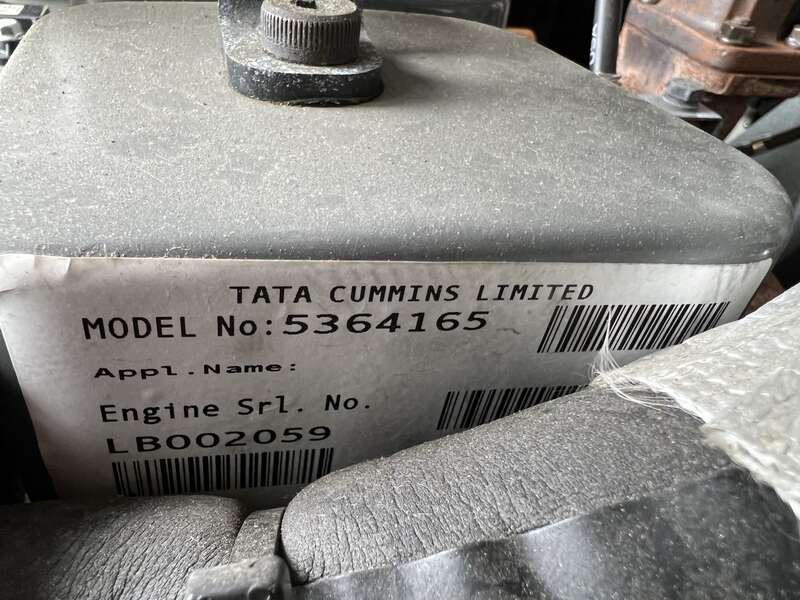 TATA CUMMINS LIMITED
MODEL No:5364165
Appl.Name:
Engine Srl. No.
LB002059